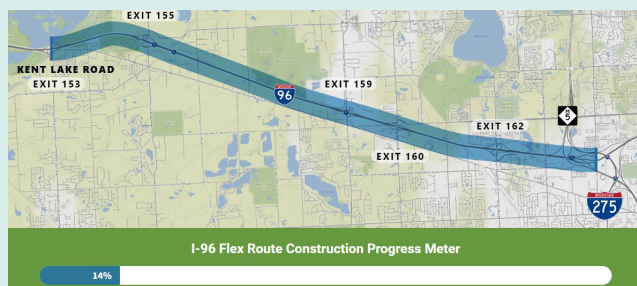 EXIT 155
KENT LAKE ROAD
EXIT 153
96
EXIT 159
5
EXIT 162
EXIT 160
275
I-96 Flex Route Construction Progress Meter
14%